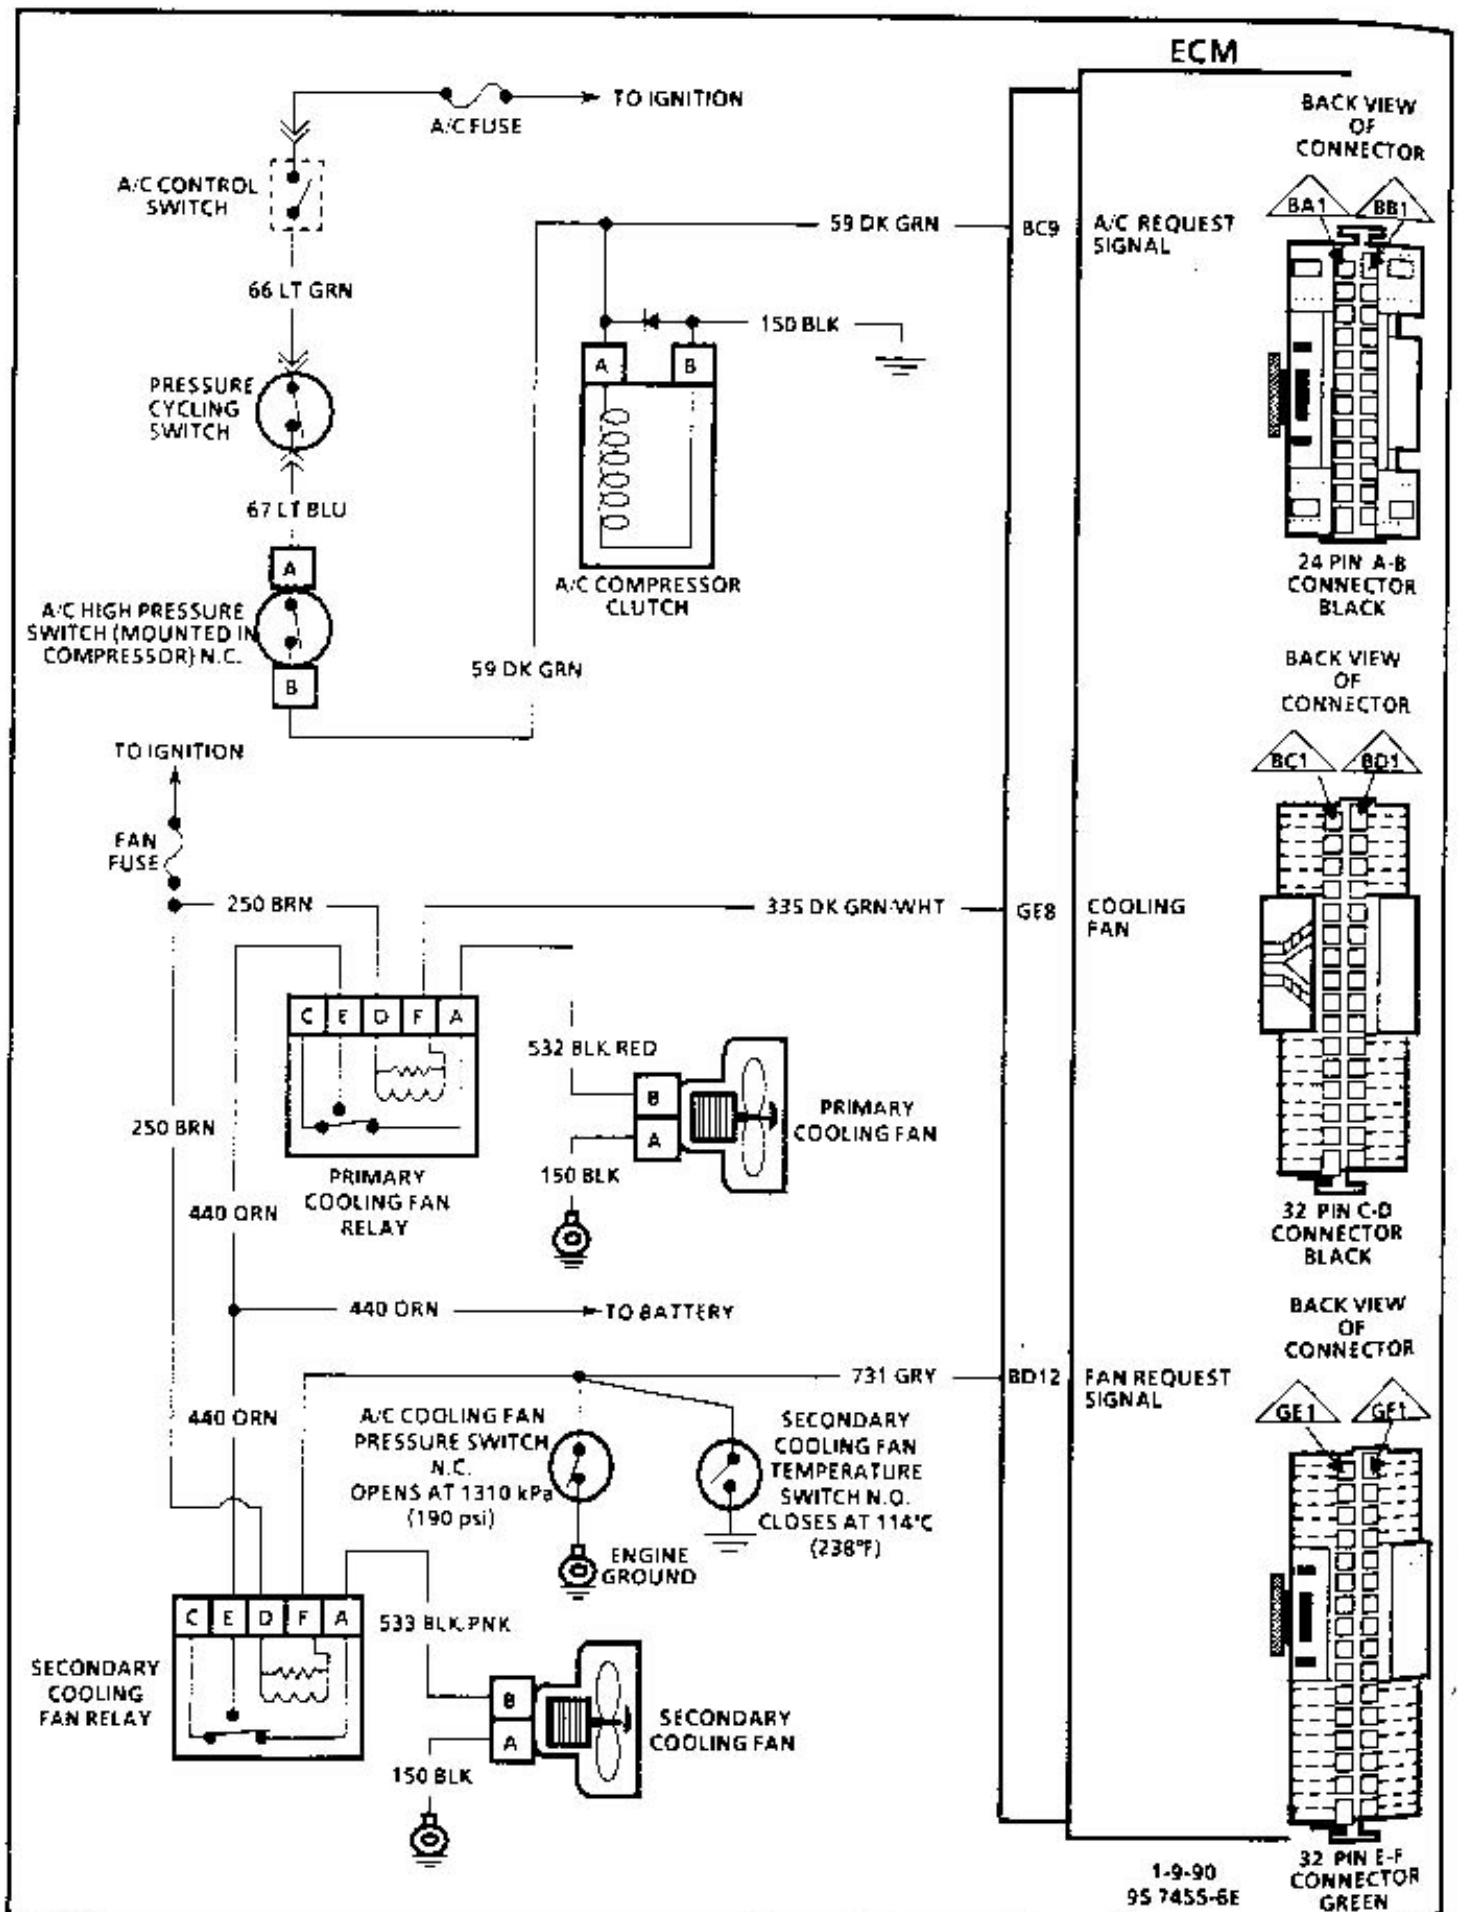 ECM
TO IGNITION
A/C FUSE
A/C CONTROL
SWITCH
66 LT GRN
PRESSURE
CYCLING
SWITCH
67 LT BLU
A
A/C HIGH PRESSURE
SWITCH (MOUNTED IN
COMPRESSOR) N.C.
B
59 DK GRN
59 DK GRN
BC9
A/C REQUEST
SIGNAL
150 BLK
A
B
A/C COMPRESSOR
CLUTCH
BACK VIEW
OF
CONNECTOR
BA1
BB1
24 PIN A-B
CONNECTOR
BLACK
TO IGNITION
FAN
FUSE
250 BRN
335 DK GRN/WHT
GE8
COOLING
FAN
C E D F A
PRIMARY
COOLING FAN
RELAY
532 BLK RED
B
A
150 BLK
PRIMARY
COOLING FAN
250 BRN
440 ORN
440 ORN
TO BATTERY
BACK VIEW
OF
CONNECTOR
BC1
BD1
32 PIN C-D
CONNECTOR
BLACK
731 GRY
BD12
FAN REQUEST
SIGNAL
440 ORN
A/C COOLING FAN
PRESSURE SWITCH
N.C.
OPENS AT 1310 kPa
(190 psi)
SECONDARY
COOLING FAN
TEMPERATURE
SWITCH N.O.
CLOSES AT 114°C
(238°F)
ENGINE
GROUND
C E D F A
SECONDARY
COOLING
FAN RELAY
533 BLK PNK
B
A
150 BLK
SECONDARY
COOLING FAN
BACK VIEW
OF
CONNECTOR
GE1
GF1
32 PIN E-F
CONNECTOR
GREEN
1-9-90
9S 7455-6E